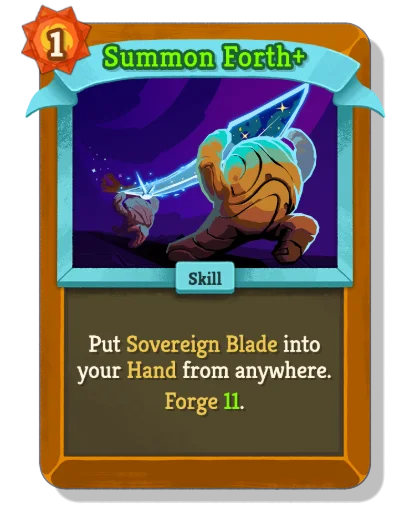 1
Summon Forth+
Skill
Put Sovereign Blade into
your Hand from anywhere.
Forge 11.